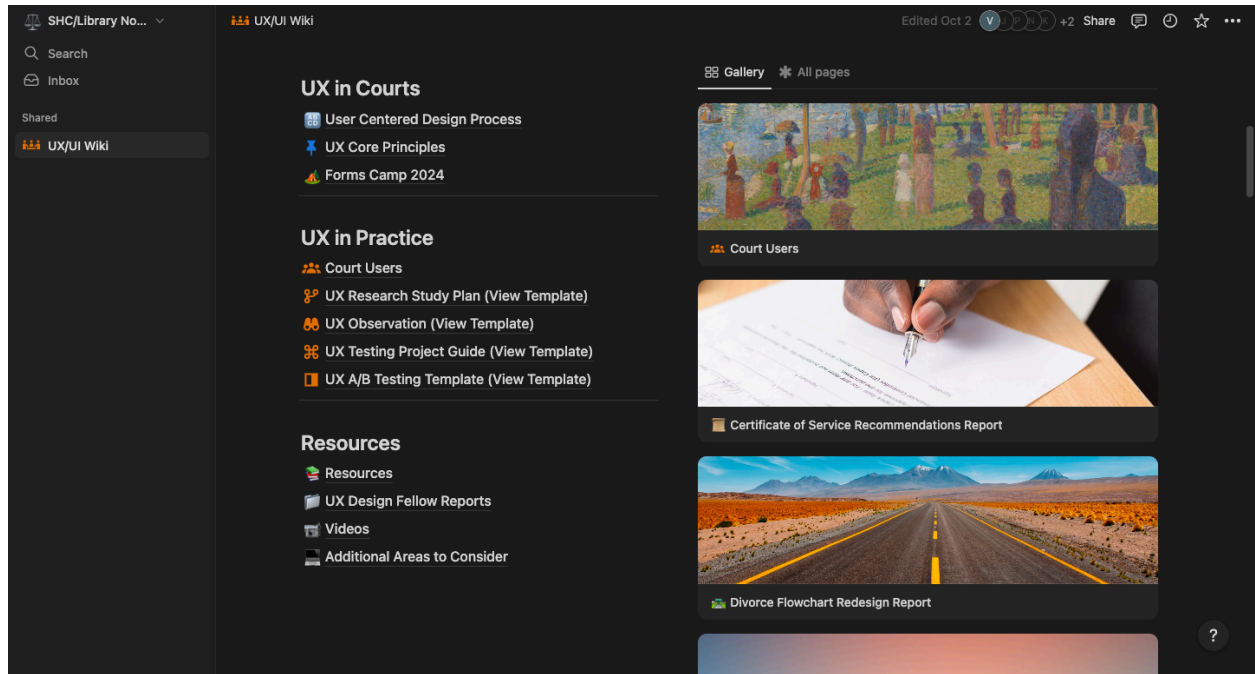 SHC/Library No...
Search
Inbox
Shared
UX/UI Wiki
UX/UI Wiki
Edited Oct 2
V J P N K +2
Share
UX in Courts
User Centered Design Process
UX Core Principles
Forms Camp 2024
UX in Practice
Court Users
UX Research Study Plan (View Template)
UX Observation (View Template)
UX Testing Project Guide (View Template)
UX A/B Testing Template (View Template)
Resources
Resources
UX Design Fellow Reports
Videos
Additional Areas to Consider
Gallery
All pages
Court Users
Certificate of Service Recommendations Report
Divorce Flowchart Redesign Report
?